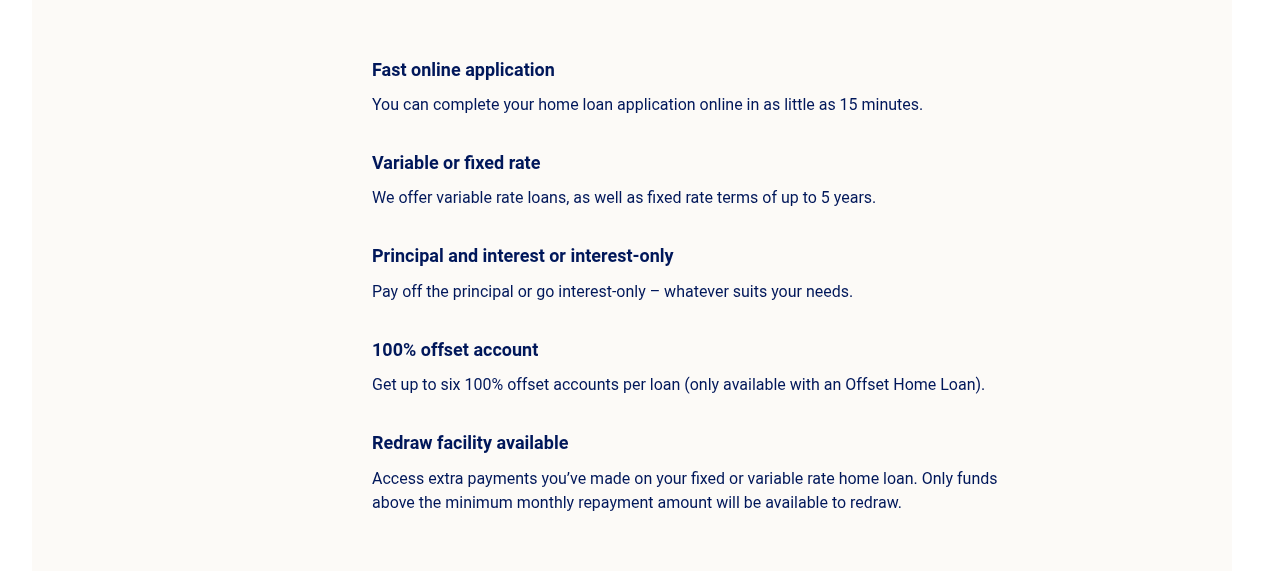 Fast online application
You can complete your home loan application online in as little as 15 minutes.
Variable or fixed rate
We offer variable rate loans, as well as fixed rate terms of up to 5 years.
Principal and interest or interest-only
Pay off the principal or go interest-only – whatever suits your needs.
100% offset account
Get up to six 100% offset accounts per loan (only available with an Offset Home Loan).
Redraw facility available
Access extra payments you’ve made on your fixed or variable rate home loan. Only funds
above the minimum monthly repayment amount will be available to redraw.